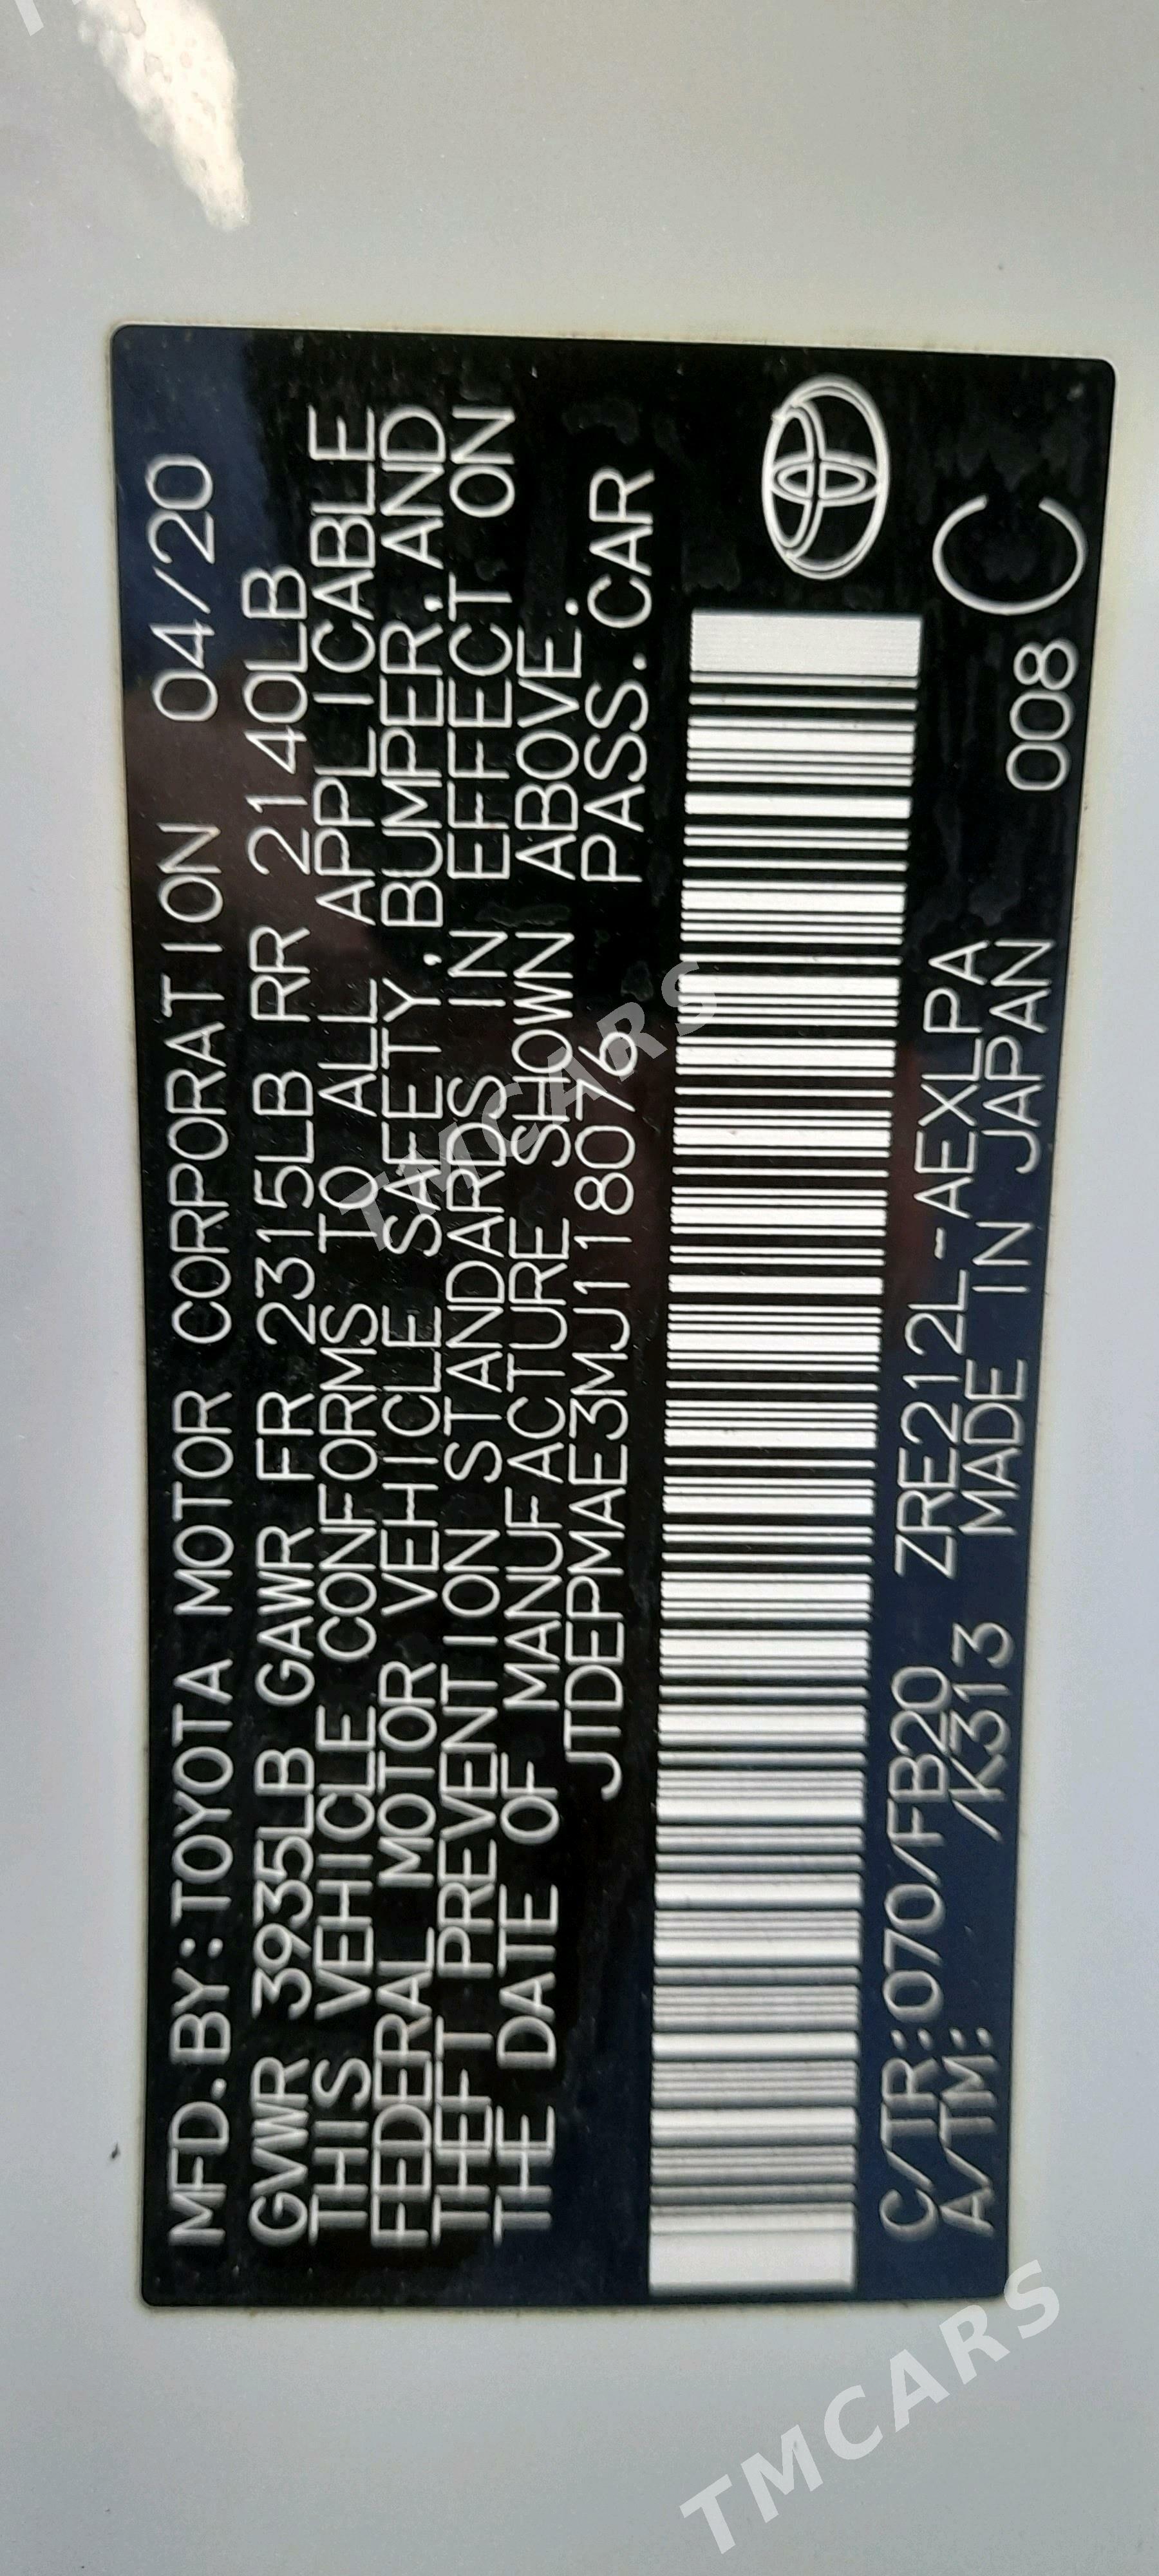 MFD.BY:TOYOTA MOTOR CORPORATION 04/20
GVWR 3935LB GAWR FR 2315LB RR 2140LB
THIS VEHICLE CONFORMS TO ALL APPLICABLE
FEDERAL MOTOR VEHICLE SAFETY, BUMPER, AND
THEFT PREVENTION STANDARDS IN EFFECT ON
THE DATE OF MANUFACTURE SHOWN ABOVE.
JTDEPMAE3MJ118076 PASS.CAR
C/TR:070/FB20 ZRE212L-AEXLPA
A/TM: /K313 MADE IN JAPAN 008 C
TMCARS
TMCARS